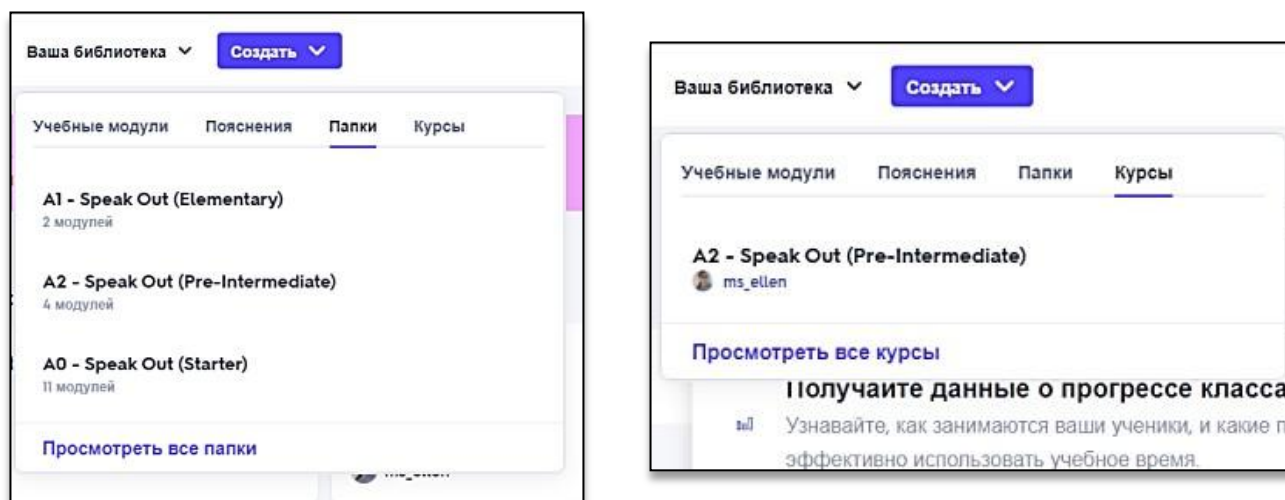 Ваша библиотека
Создать
Учебные модули Пояснения Папки Курсы
A1 - Speak Out (Elementary)
2 модулей
A2 - Speak Out (Pre-Intermediate)
4 модулей
A0 - Speak Out (Starter)
11 модулей
Просмотреть все папки
Ваша библиотека
Создать
Учебные модули Пояснения Папки Курсы
A2 - Speak Out (Pre-Intermediate)
ms_ellen
Просмотреть все курсы
Получайте данные о прогрессе класса
Узнавайте, как занимаются ваши ученики, и какие п
эффективно использовать учебное время.